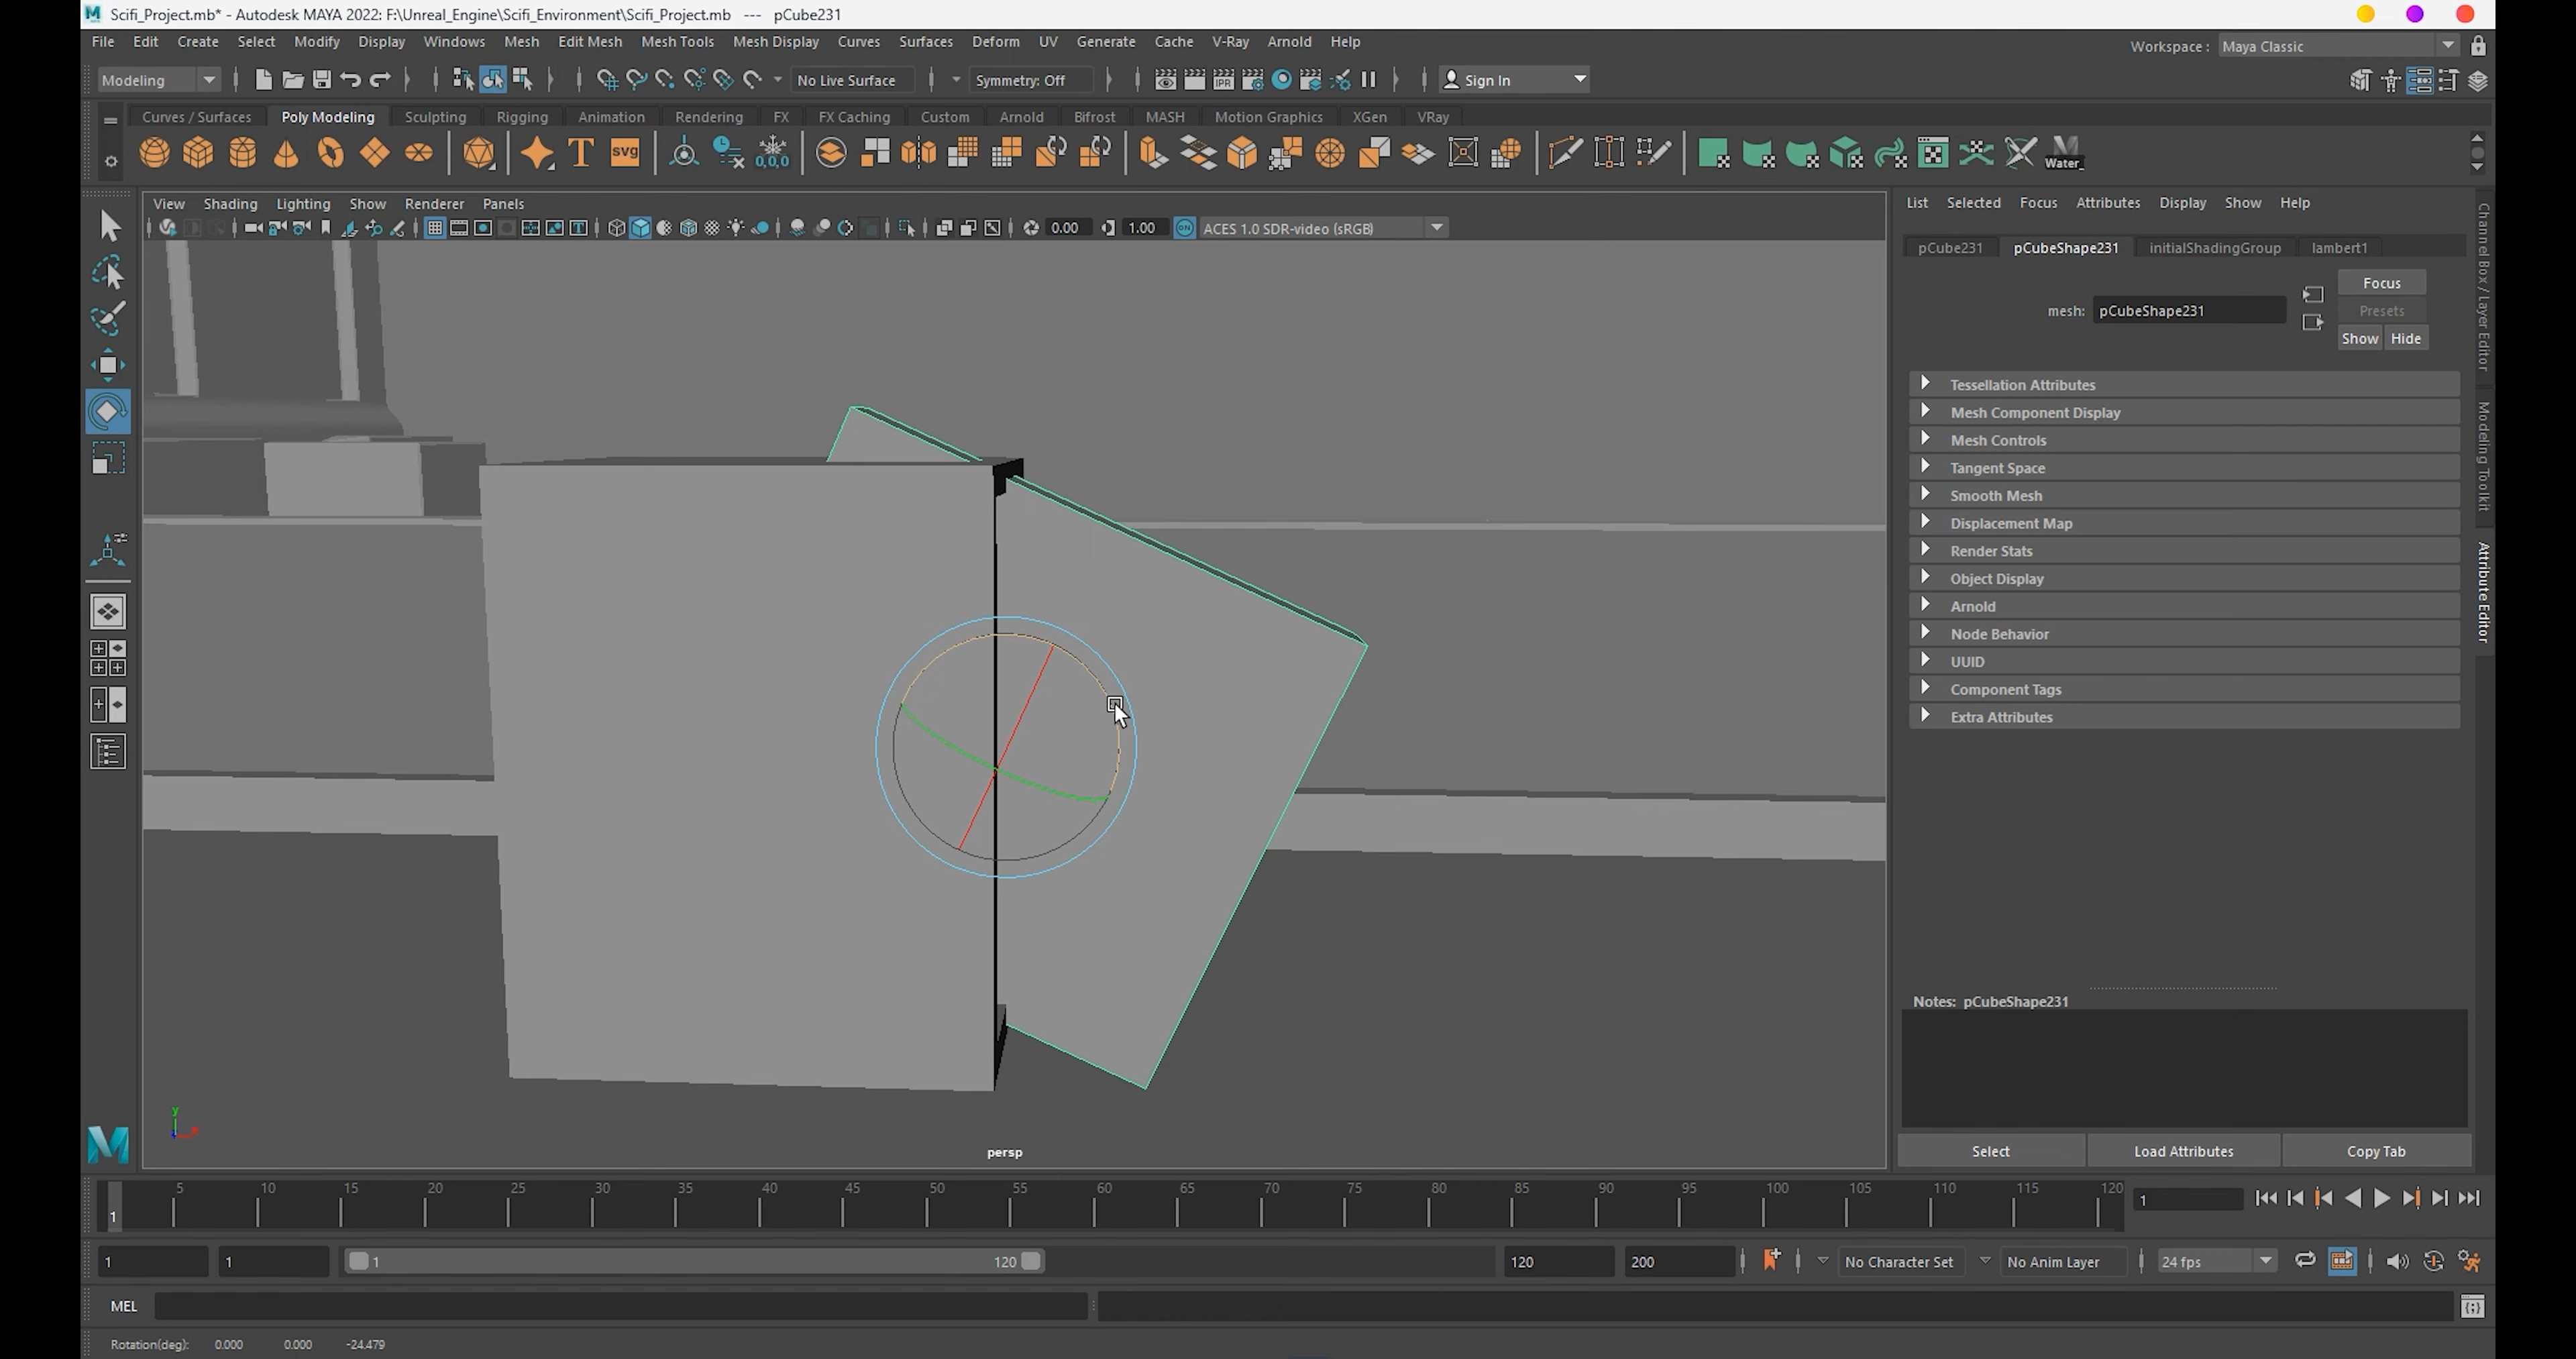 Scifi_Project.mb* - Autodesk MAYA 2022: F:\Unreal_Engine\Scifi_Environment\Scifi_Project.mb --- pCube231
File Edit Create Select Modify Display Windows Mesh Edit Mesh Mesh Tools Mesh Display Curves Surfaces Deform UV Generate Cache V-Ray Arnold Help
Workspace : Maya Classic
Modeling No Live Surface Symmetry: Off IPR Sign In
Curves / Surfaces Poly Modeling Sculpting Rigging Animation Rendering FX FX Caching Custom Arnold Bifrost MASH Motion Graphics XGen VRay
T SVG 0,0,0 Water_
View Shading Lighting Show Renderer Panels
0.00 1.00 ON ACES 1.0 SDR-video (sRGB)
List Selected Focus Attributes Display Show Help
pCube231 pCubeShape231 initialShadingGroup lambert1
Focus
mesh: pCubeShape231
Presets
Show Hide
Tessellation Attributes
Mesh Component Display
Mesh Controls
Tangent Space
Smooth Mesh
Displacement Map
Render Stats
Object Display
Arnold
Node Behavior
UUID
Component Tags
Extra Attributes
Channel Box / Layer Editor
Modeling Toolkit
Attribute Editor
Notes: pCubeShape231
Select Load Attributes Copy Tab
y
persp
M
5 10 15 20 25 30 35 40 45 50 55 60 65 70 75 80 85 90 95 100 105 110 115 120
1
1
1 1 1 120 120 200 No Character Set No Anim Layer 24 fps
MEL
Rotation(deg): 0.000 0.000 -24.479